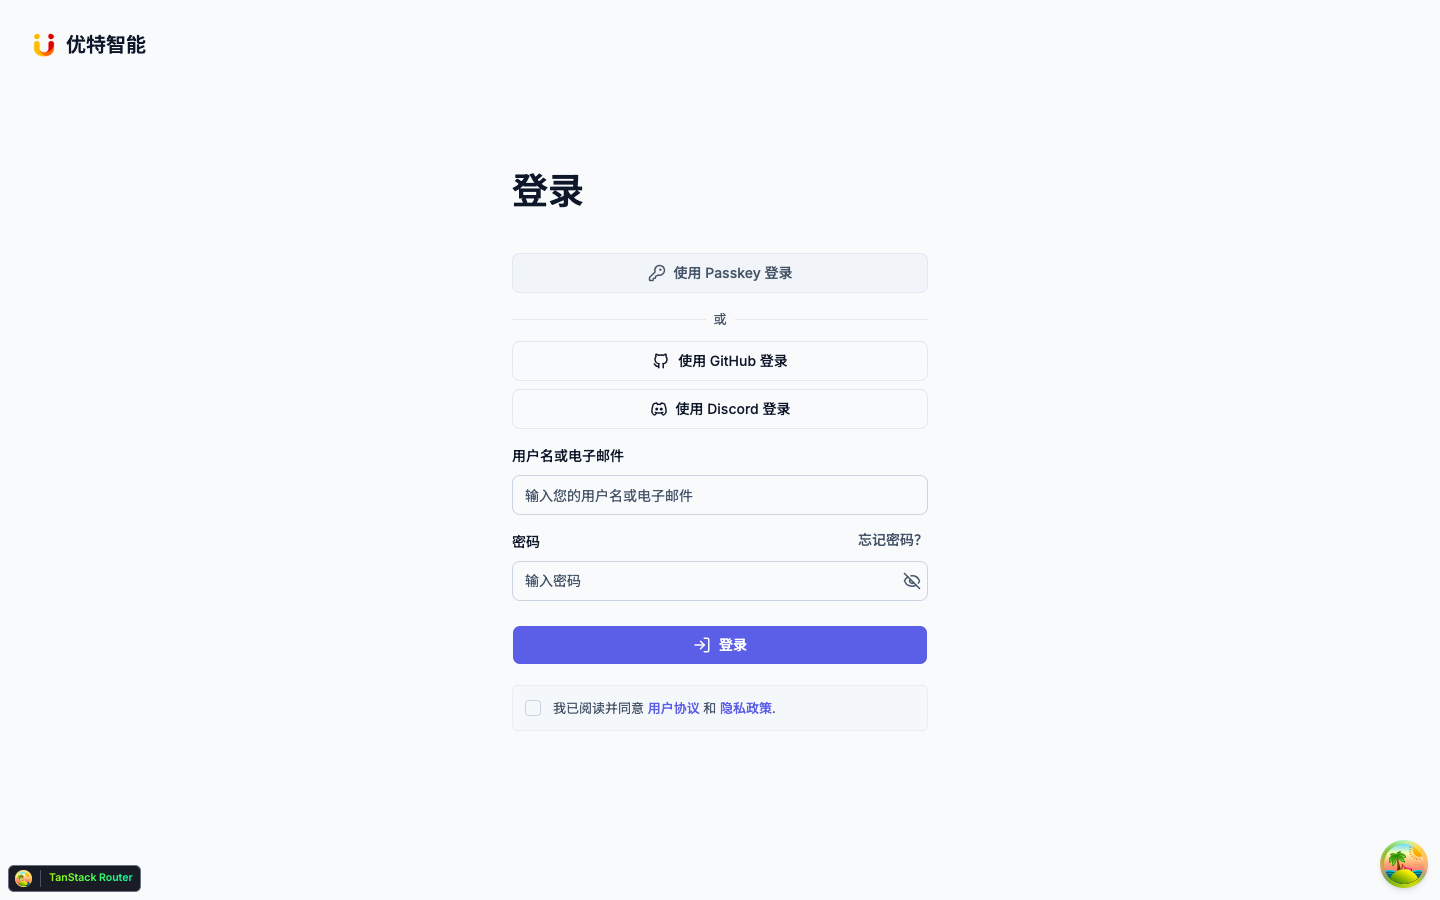 优特智能
登录
使用 Passkey 登录
或
使用 GitHub 登录
使用 Discord 登录
用户名或电子邮件
输入您的用户名或电子邮件
密码
忘记密码？
输入密码
登录
我已阅读并同意 用户协议 和 隐私政策.
TanStack Router